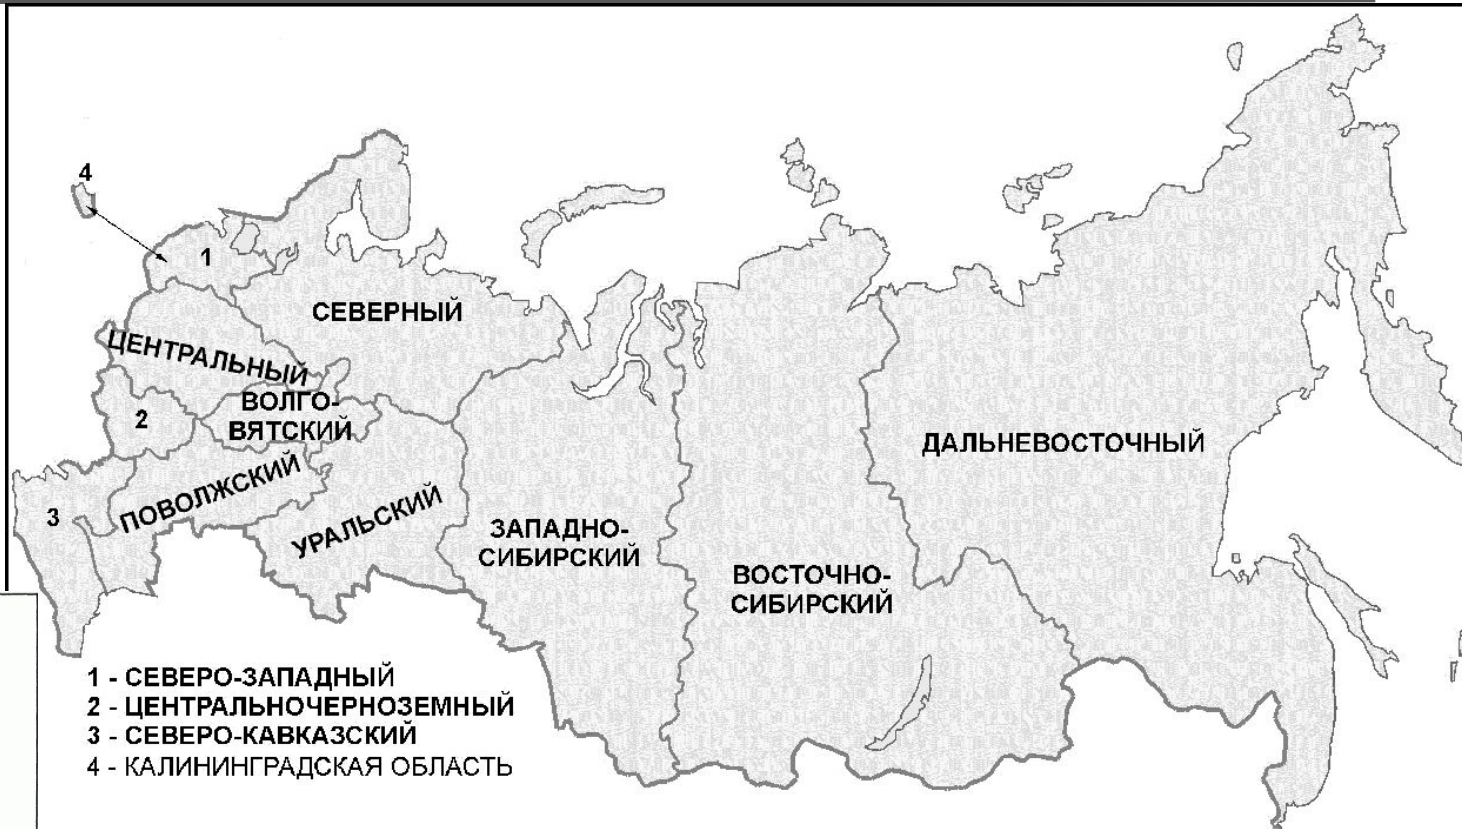 4
1
СЕВЕРНЫЙ
ЦЕНТРАЛЬНЫЙ
2
ВОЛГО-
ВЯТСКИЙ
ДАЛЬНЕВОСТОЧНЫЙ
3
ПОВОЛЖСКИЙ
УРАЛЬСКИЙ
ЗАПАДНО-
СИБИРСКИЙ
ВОСТОЧНО-
СИБИРСКИЙ
1 - СЕВЕРО-ЗАПАДНЫЙ
2 - ЦЕНТРАЛЬНОЧЕРНОЗЕМНЫЙ
3 - СЕВЕРО-КАВКАЗСКИЙ
4 - КАЛИНИНГРАДСКАЯ ОБЛАСТЬ